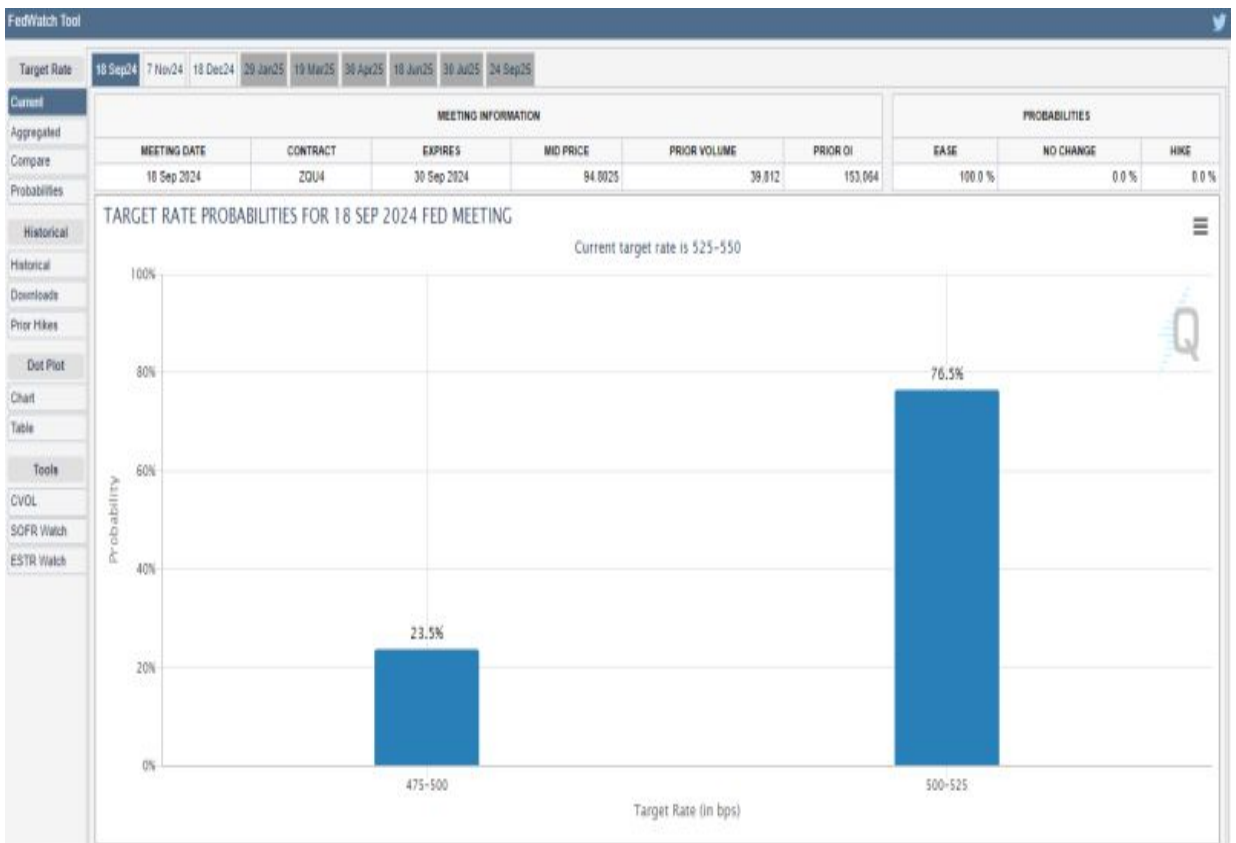 FedWatch Tool
Target Rate
Current
Aggregated
Compare
Probabilities
Historical
Historical
Downloads
Prior Hikes
Dot Plot
Chart
Table
Tools
CVOL
SOFR Watch
ESTR Watch
18 Sep24 7 Nov24 18 Dec24 29 Jan25 19 Mar25 30 Apr25 18 Jun25 30 Jul25 24 Sep25
MEETING INFORMATION PROBABILITIES
MEETING DATE CONTRACT EXPIRES MID PRICE PRIOR VOLUME PRIOR OI EASE NO CHANGE HIKE
18 Sep 2024 ZQU4 30 Sep 2024 94.8025 39,812 153,064 100.0 % 0.0 % 0.0 %
TARGET RATE PROBABILITIES FOR 18 SEP 2024 FED MEETING
Current target rate is 525-550
100%
80%
60%
40%
20%
0%
Probability
23.5%
76.5%
475-500 500-525
Target Rate (in bps)
Q